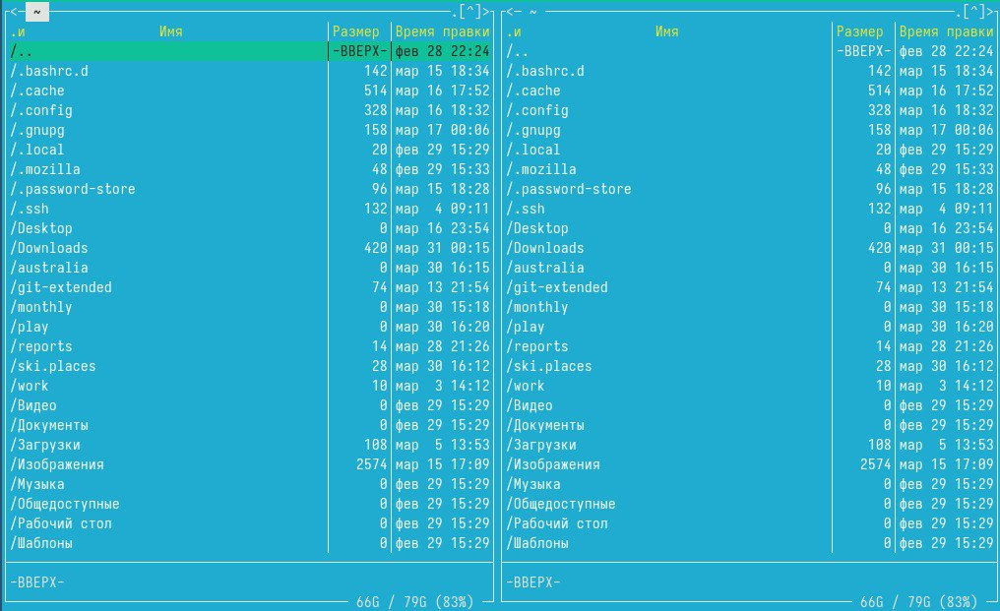 <- ~ .[^]>
.и Имя Размер Время правки
/.. -ВВЕРХ- фев 28 22:24
/.bashrc.d 142 мар 15 18:34
/.cache 514 мар 16 17:52
/.config 328 мар 16 18:32
/.gnupg 158 мар 17 00:06
/.local 20 фев 29 15:29
/.mozilla 48 фев 29 15:33
/.password-store 96 мар 15 18:28
/.ssh 132 мар  4 09:11
/Desktop 0 мар 16 23:54
/Downloads 420 мар 31 00:15
/australia 0 мар 30 16:15
/git-extended 74 мар 13 21:54
/monthly 0 мар 30 15:18
/play 0 мар 30 16:20
/reports 14 мар 28 21:26
/ski.places 28 мар 30 16:12
/work 10 мар  3 14:12
/Видео 0 фев 29 15:29
/Документы 0 фев 29 15:29
/Загрузки 108 мар  5 13:53
/Изображения 2574 мар 15 17:09
/Музыка 0 фев 29 15:29
/Общедоступные 0 фев 29 15:29
/Рабочий стол 0 фев 29 15:29
/Шаблоны 0 фев 29 15:29
-ВВЕРХ-
66G / 79G (83%)
<- ~ .[^]>
.и Имя Размер Время правки
/.. -ВВЕРХ- фев 28 22:24
/.bashrc.d 142 мар 15 18:34
/.cache 514 мар 16 17:52
/.config 328 мар 16 18:32
/.gnupg 158 мар 17 00:06
/.local 20 фев 29 15:29
/.mozilla 48 фев 29 15:33
/.password-store 96 мар 15 18:28
/.ssh 132 мар  4 09:11
/Desktop 0 мар 16 23:54
/Downloads 420 мар 31 00:15
/australia 0 мар 30 16:15
/git-extended 74 мар 13 21:54
/monthly 0 мар 30 15:18
/play 0 мар 30 16:20
/reports 14 мар 28 21:26
/ski.places 28 мар 30 16:12
/work 10 мар  3 14:12
/Видео 0 фев 29 15:29
/Документы 0 фев 29 15:29
/Загрузки 108 мар  5 13:53
/Изображения 2574 мар 15 17:09
/Музыка 0 фев 29 15:29
/Общедоступные 0 фев 29 15:29
/Рабочий стол 0 фев 29 15:29
/Шаблоны 0 фев 29 15:29
-ВВЕРХ-
66G / 79G (83%)